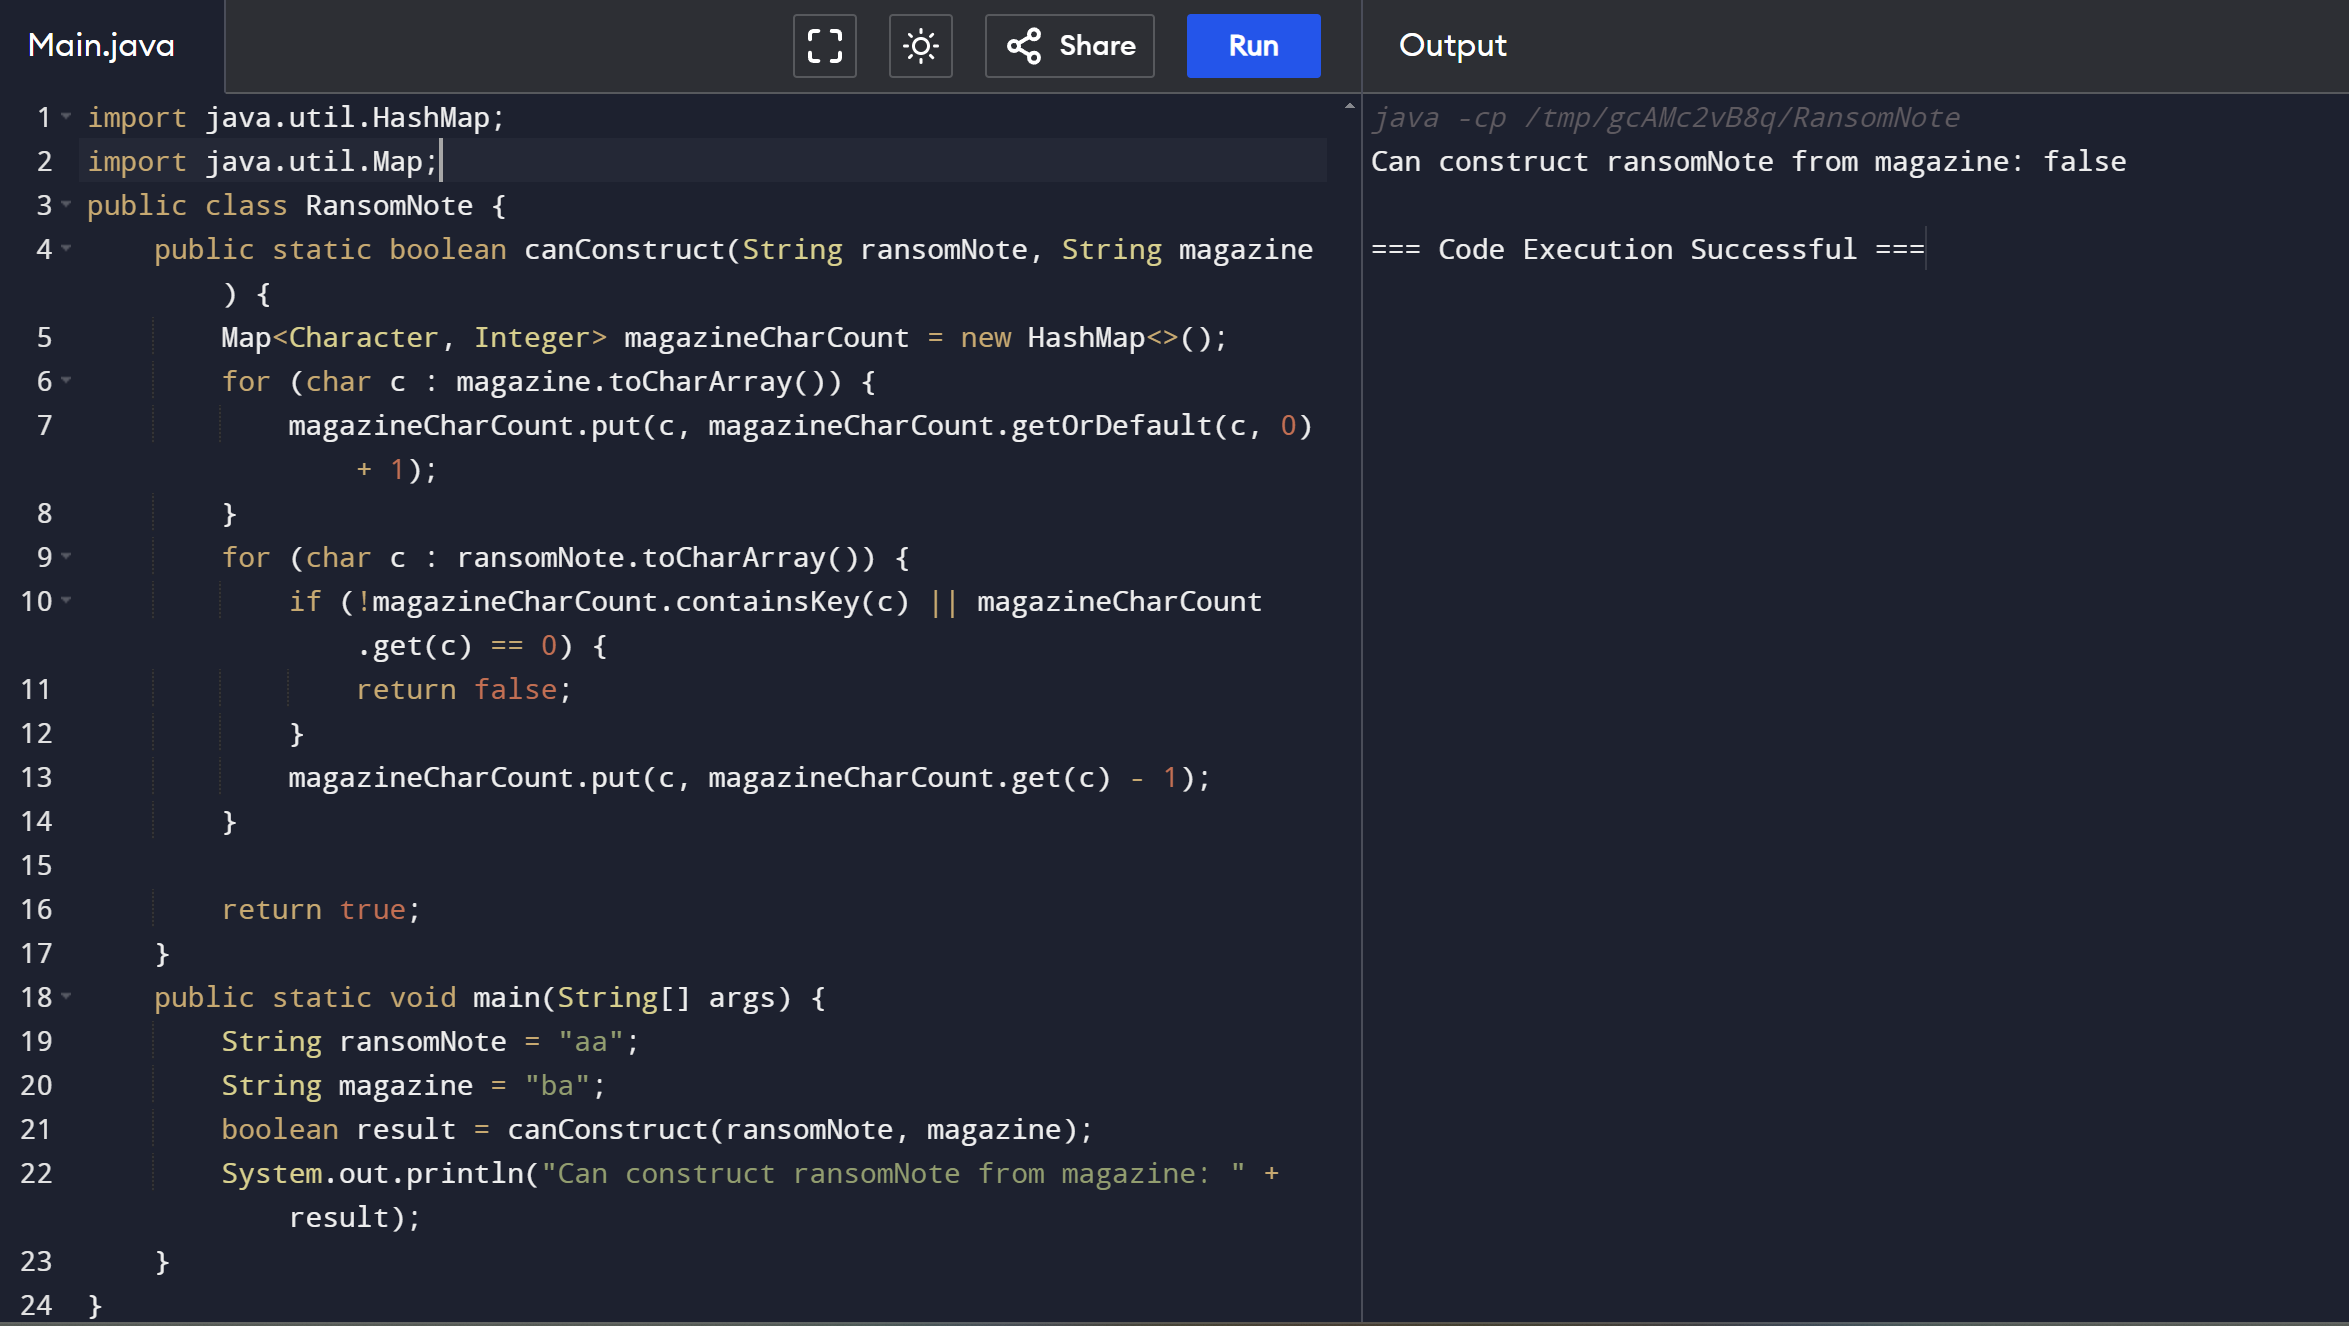 Main.java
Share
Run
Output
1 import java.util.HashMap;
2 import java.util.Map;
3 public class RansomNote {
4     public static boolean canConstruct(String ransomNote, String magazine
        ) {
5         Map<Character, Integer> magazineCharCount = new HashMap<>();
6         for (char c : magazine.toCharArray()) {
7             magazineCharCount.put(c, magazineCharCount.getOrDefault(c, 0)
                + 1);
8         }
9         for (char c : ransomNote.toCharArray()) {
10             if (!magazineCharCount.containsKey(c) || magazineCharCount
                .get(c) == 0) {
11                 return false;
12             }
13             magazineCharCount.put(c, magazineCharCount.get(c) - 1);
14         }
15
16         return true;
17     }
18     public static void main(String[] args) {
19         String ransomNote = "aa";
20         String magazine = "ba";
21         boolean result = canConstruct(ransomNote, magazine);
22         System.out.println("Can construct ransomNote from magazine: " +
            result);
23     }
24 }
java -cp /tmp/gcAMc2vB8q/RansomNote
Can construct ransomNote from magazine: false
=== Code Execution Successful ===